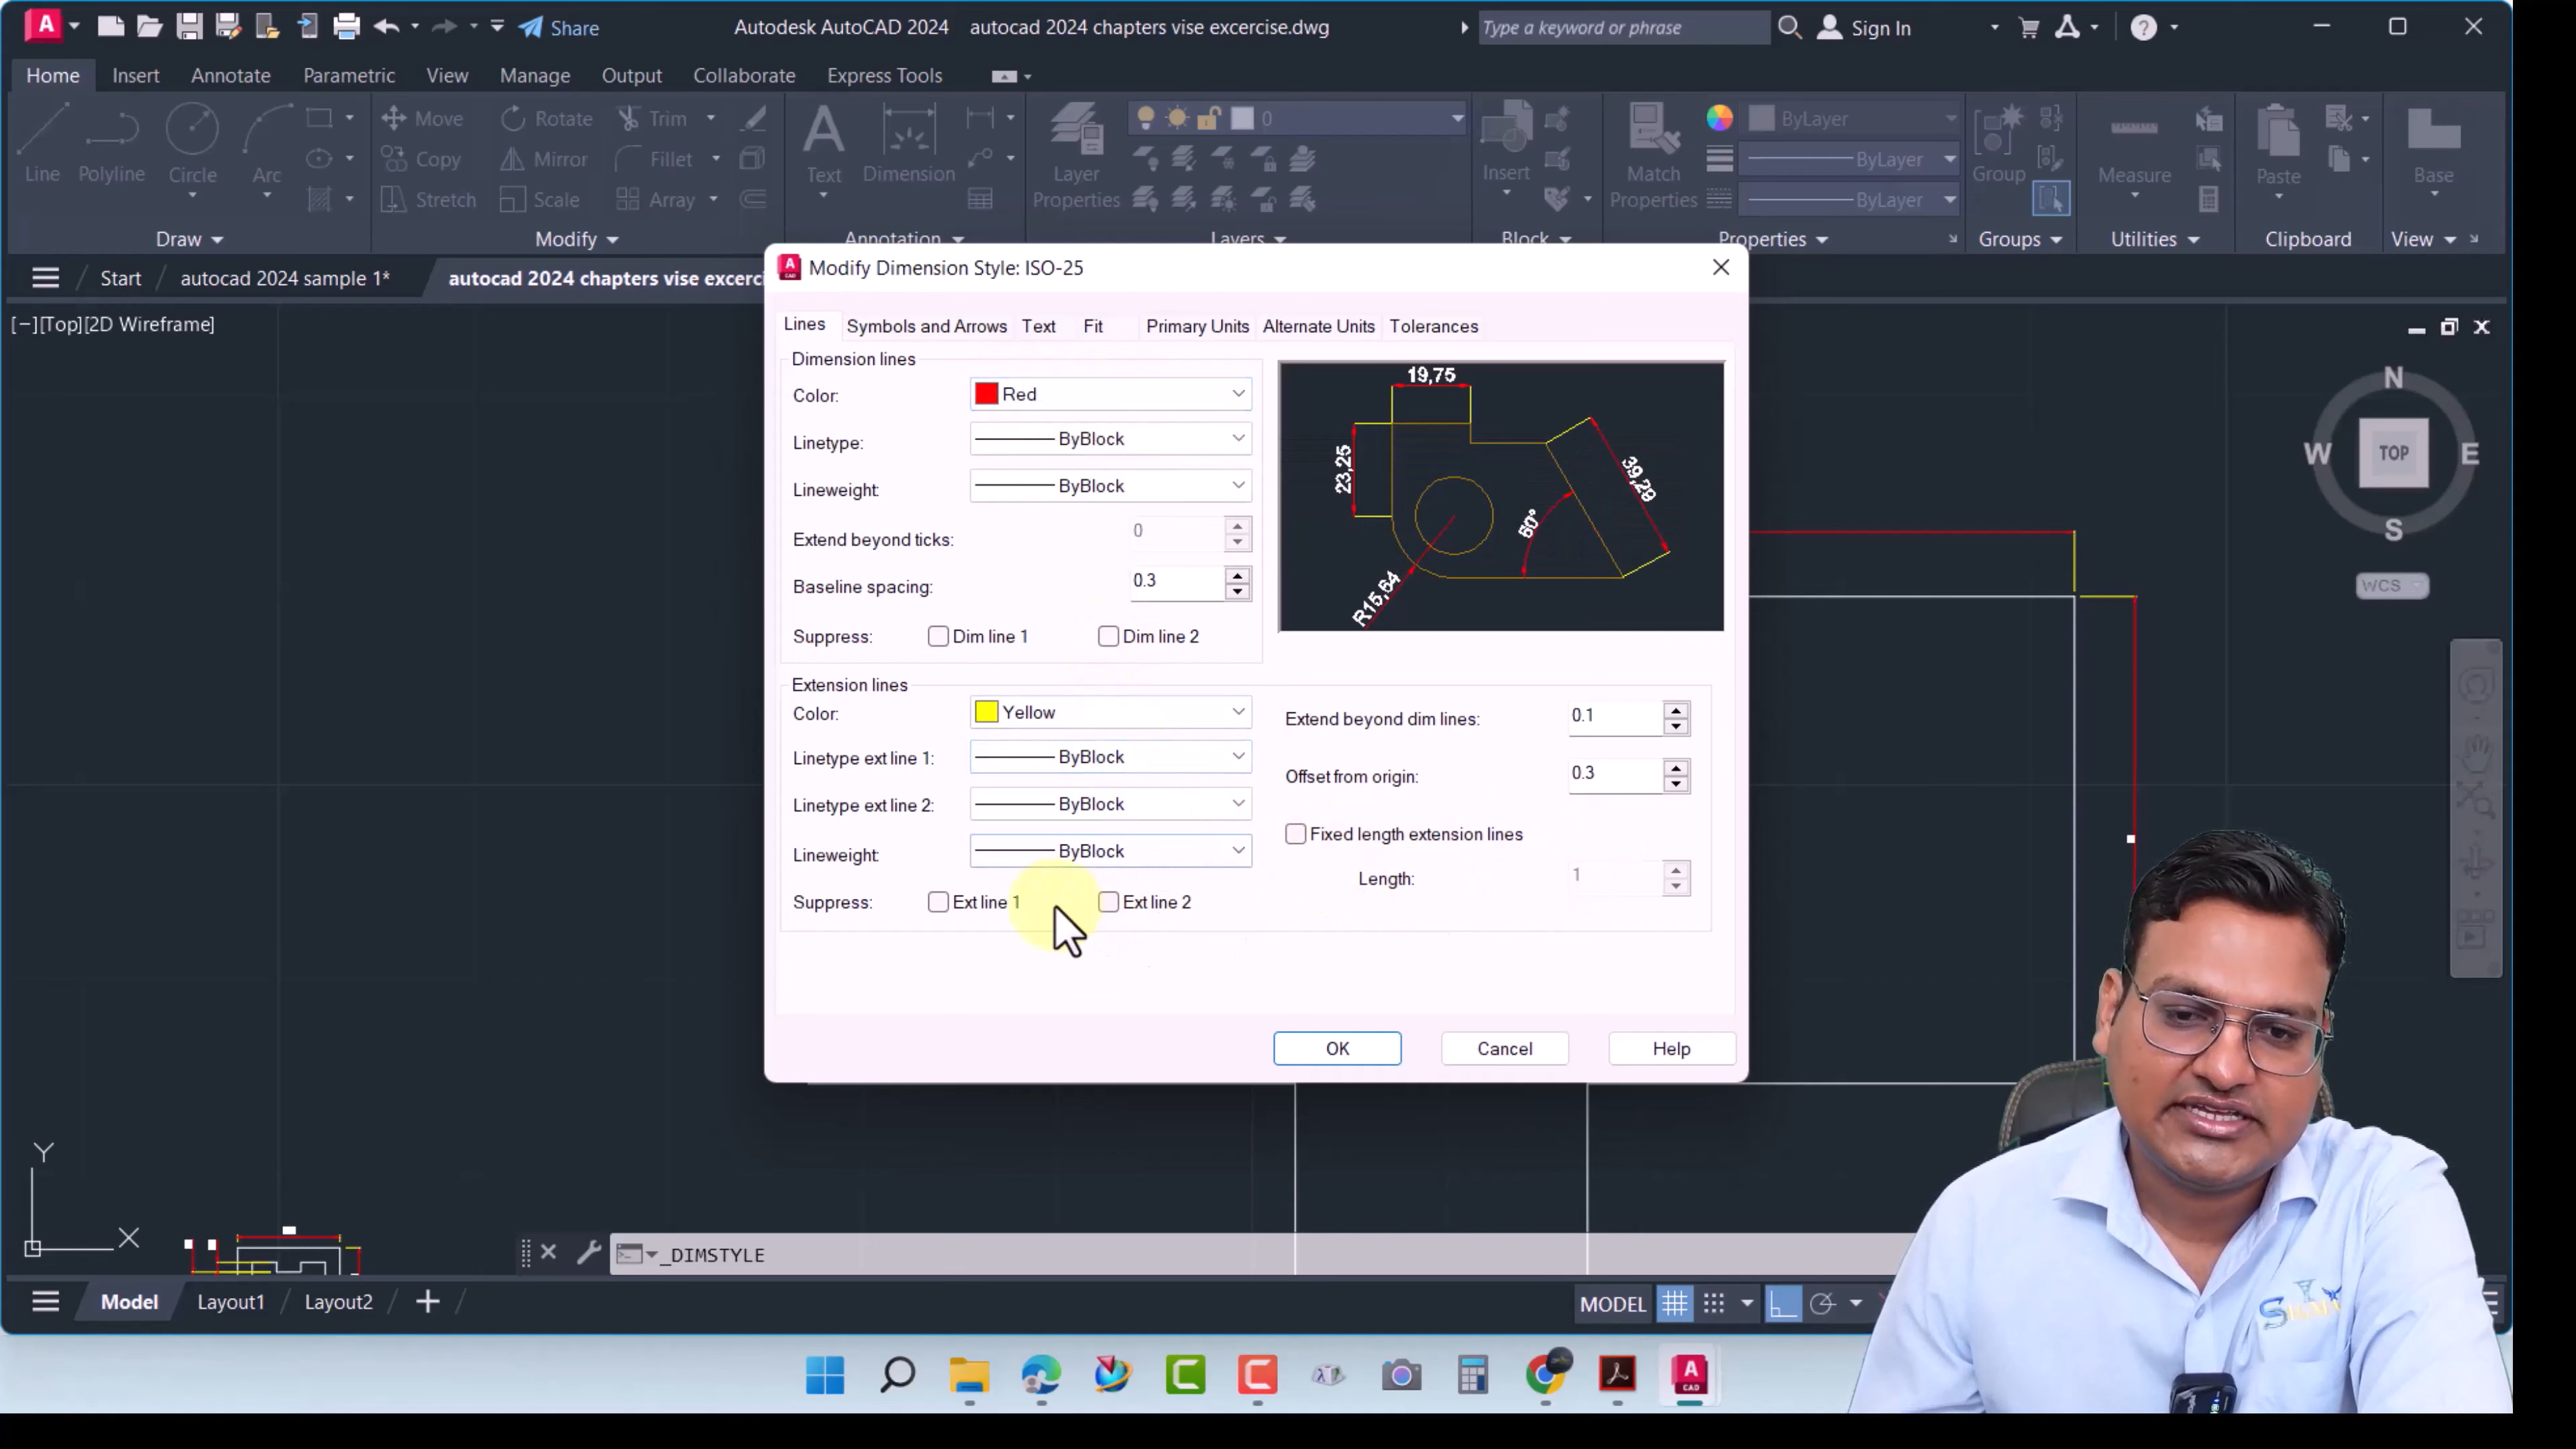 Share
Autodesk AutoCAD 2024 autocad 2024 chapters vise excercise.dwg
Type a keyword or phrase
Sign In
Home Insert Annotate Parametric View Manage Output Collaborate Express Tools
Line Polyline Circle Arc
Draw
Move Rotate Trim
Copy Mirror Fillet
Stretch Scale Array
Modify
Text Dimension
Annotation
Layer Properties
0
Layers
Insert
Block
Match Properties
ByLayer
ByLayer
ByLayer
Properties
Group
Groups
Measure
Utilities
Paste
Clipboard
Base
View
Start autocad 2024 sample 1* autocad 2024 chapters vise exerci
[−][Top][2D Wireframe]
N
W TOP E
S
WCS
Modify Dimension Style: ISO-25
Lines Symbols and Arrows Text Fit Primary Units Alternate Units Tolerances
Dimension lines
Color: Red
Linetype: ByBlock
Lineweight: ByBlock
Extend beyond ticks: 0
Baseline spacing: 0.3
Suppress: Dim line 1 Dim line 2
19,75
23,25
39,29
60°
R15,64
Extension lines
Color: Yellow
Linetype ext line 1: ByBlock
Linetype ext line 2: ByBlock
Lineweight: ByBlock
Suppress: Ext line 1 Ext line 2
Extend beyond dim lines: 0.1
Offset from origin: 0.3
Fixed length extension lines
Length: 1
OK Cancel Help
Y
X
_DIMSTYLE
Model Layout1 Layout2
MODEL